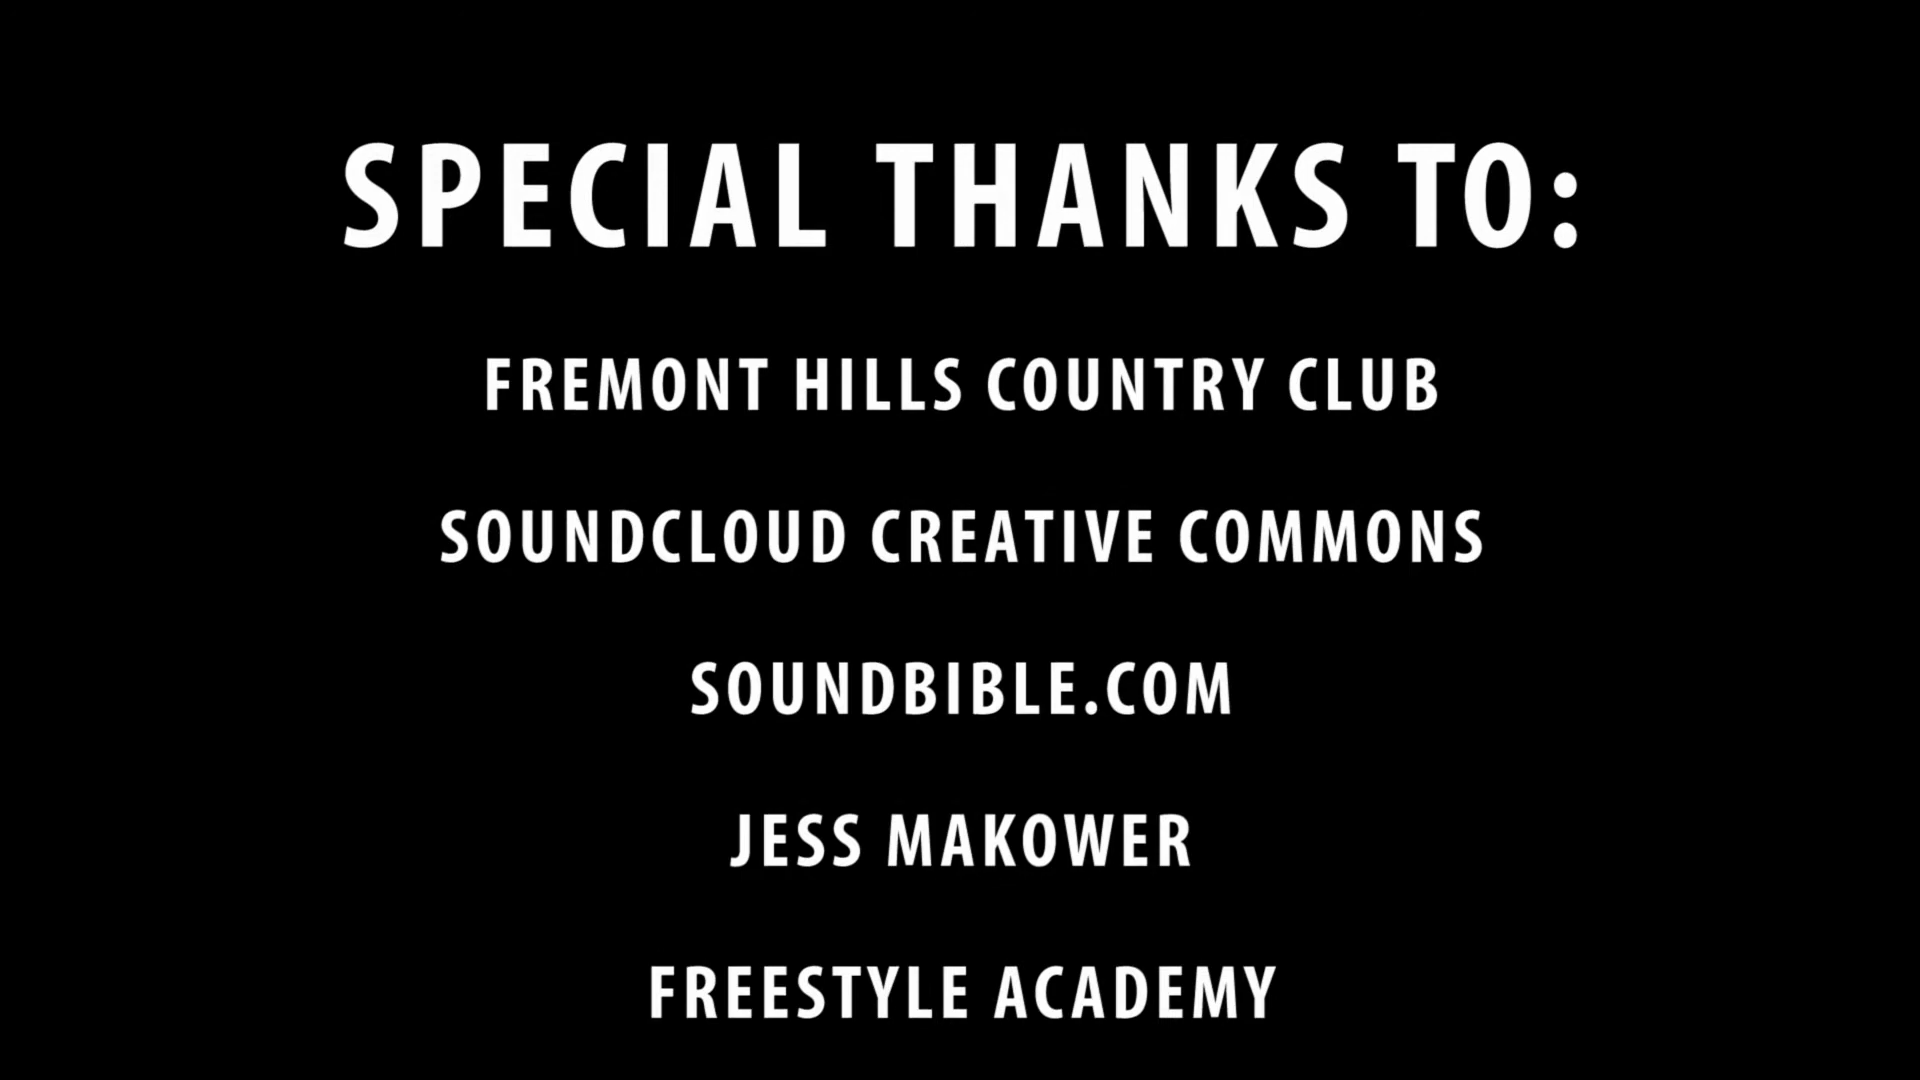 SPECIAL THANKS TO:
FREMONT HILLS COUNTRY CLUB
SOUNDCLOUD CREATIVE COMMONS
SOUNDBIBLE.COM
JESS MAKOWER
FREESTYLE ACADEMY